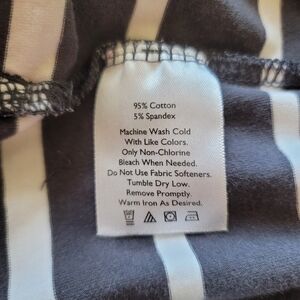 95% Cotton
5% Spandex
Machine Wash Cold
With Like Colors.
Only Non-Chlorine
Bleach When Needed.
Do Not Use Fabric Softeners.
Tumble Dry Low.
Remove Promptly.
Warm Iron As Desired.